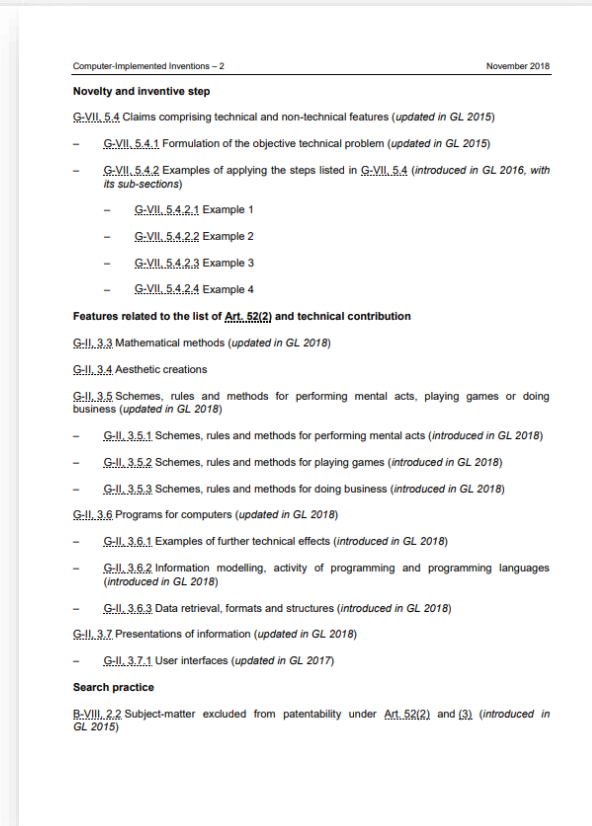 Computer-Implemented Inventions – 2 November 2018
Novelty and inventive step
G-VII, 5.4 Claims comprising technical and non-technical features (updated in GL 2015)
– G-VII, 5.4.1 Formulation of the objective technical problem (updated in GL 2015)
– G-VII, 5.4.2 Examples of applying the steps listed in G-VII, 5.4 (introduced in GL 2016, with
its sub-sections)
– G-VII, 5.4.2.1 Example 1
– G-VII, 5.4.2.2 Example 2
– G-VII, 5.4.2.3 Example 3
– G-VII, 5.4.2.4 Example 4
Features related to the list of Art. 52(2) and technical contribution
G-II, 3.3 Mathematical methods (updated in GL 2018)
G-II, 3.4 Aesthetic creations
G-II, 3.5 Schemes, rules and methods for performing mental acts, playing games or doing
business (updated in GL 2018)
– G-II, 3.5.1 Schemes, rules and methods for performing mental acts (introduced in GL 2018)
– G-II, 3.5.2 Schemes, rules and methods for playing games (introduced in GL 2018)
– G-II, 3.5.3 Schemes, rules and methods for doing business (introduced in GL 2018)
G-II, 3.6 Programs for computers (updated in GL 2018)
– G-II, 3.6.1 Examples of further technical effects (introduced in GL 2018)
– G-II, 3.6.2 Information modelling, activity of programming and programming languages
(introduced in GL 2018)
– G-II, 3.6.3 Data retrieval, formats and structures (introduced in GL 2018)
G-II, 3.7 Presentations of information (updated in GL 2018)
– G-II, 3.7.1 User interfaces (updated in GL 2017)
Search practice
B-VIII, 2.2 Subject-matter excluded from patentability under Art. 52(2) and (3) (introduced in
GL 2015)